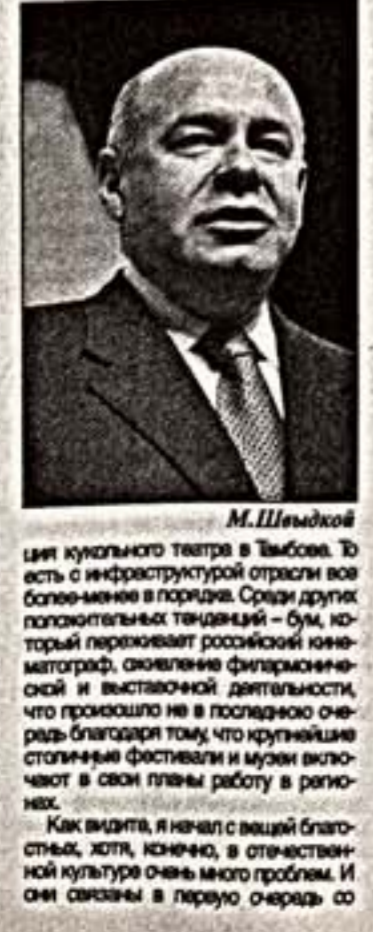 М.Швыдкой
ция кукольного театра в Тамбове. То
есть с инфраструктурой отрасли все
более-менее в порядке. Среди других
положительных тенденций – бум, ко-
торый переживает российский кине-
матограф, оживление филармониче-
ской и выставочной деятельности,
что произошло не в последнюю оче-
редь благодаря тому, что крупнейшие
столичные фестивали и музеи вклю-
чают в свои планы работу в регио-
нах.
Как видите, я начал с вещей благо-
стных, хотя, конечно, в отечествен-
ной культуре очень много проблем. И
они связаны в первую очередь со